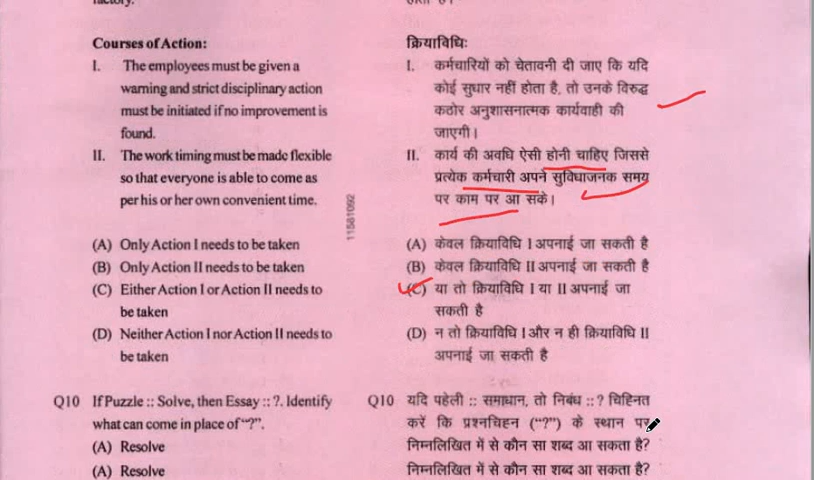 factory.
Courses of Action:
I. The employees must be given a
warning and strict disciplinary action
must be initiated if no improvement is
found.
II. The work timing must be made flexible
so that everyone is able to come as
per his or her own convenient time.
(A) Only Action I needs to be taken
(B) Only Action II needs to be taken
(C) Either Action I or Action II needs to
be taken
(D) Neither Action I nor Action II needs to
be taken
Q10 If Puzzle :: Solve, then Essay :: ?. Identify
what can come in place of "?".
(A) Resolve
(A) Resolve
11581092
क्रियाविधिः
I. कर्मचारियों को चेतावनी दी जाए कि यदि
कोई सुधार नहीं होता है, तो उनके विरुद्ध
कठोर अनुशासनात्मक कार्यवाही की
जाएगी।
II. कार्य की अवधि ऐसी होनी चाहिए जिससे
प्रत्येक कर्मचारी अपने सुविधाजनक समय
पर काम पर आ सके।
(A) केवल क्रियाविधि I अपनाई जा सकती है
(B) केवल क्रियाविधि II अपनाई जा सकती है
(C) या तो क्रियाविधि I या II अपनाई जा
सकती है
(D) न तो क्रियाविधि I और न ही क्रियाविधि II
अपनाई जा सकती है
Q10 यदि पहेली :: समाधान, तो निबंध :: ? चिह्नित
करें कि प्रश्नचिह्न ("?") के स्थान पर
निम्नलिखित में से कौन सा शब्द आ सकता है?
निम्नलिखित में से कौन सा शब्द आ सकता है?